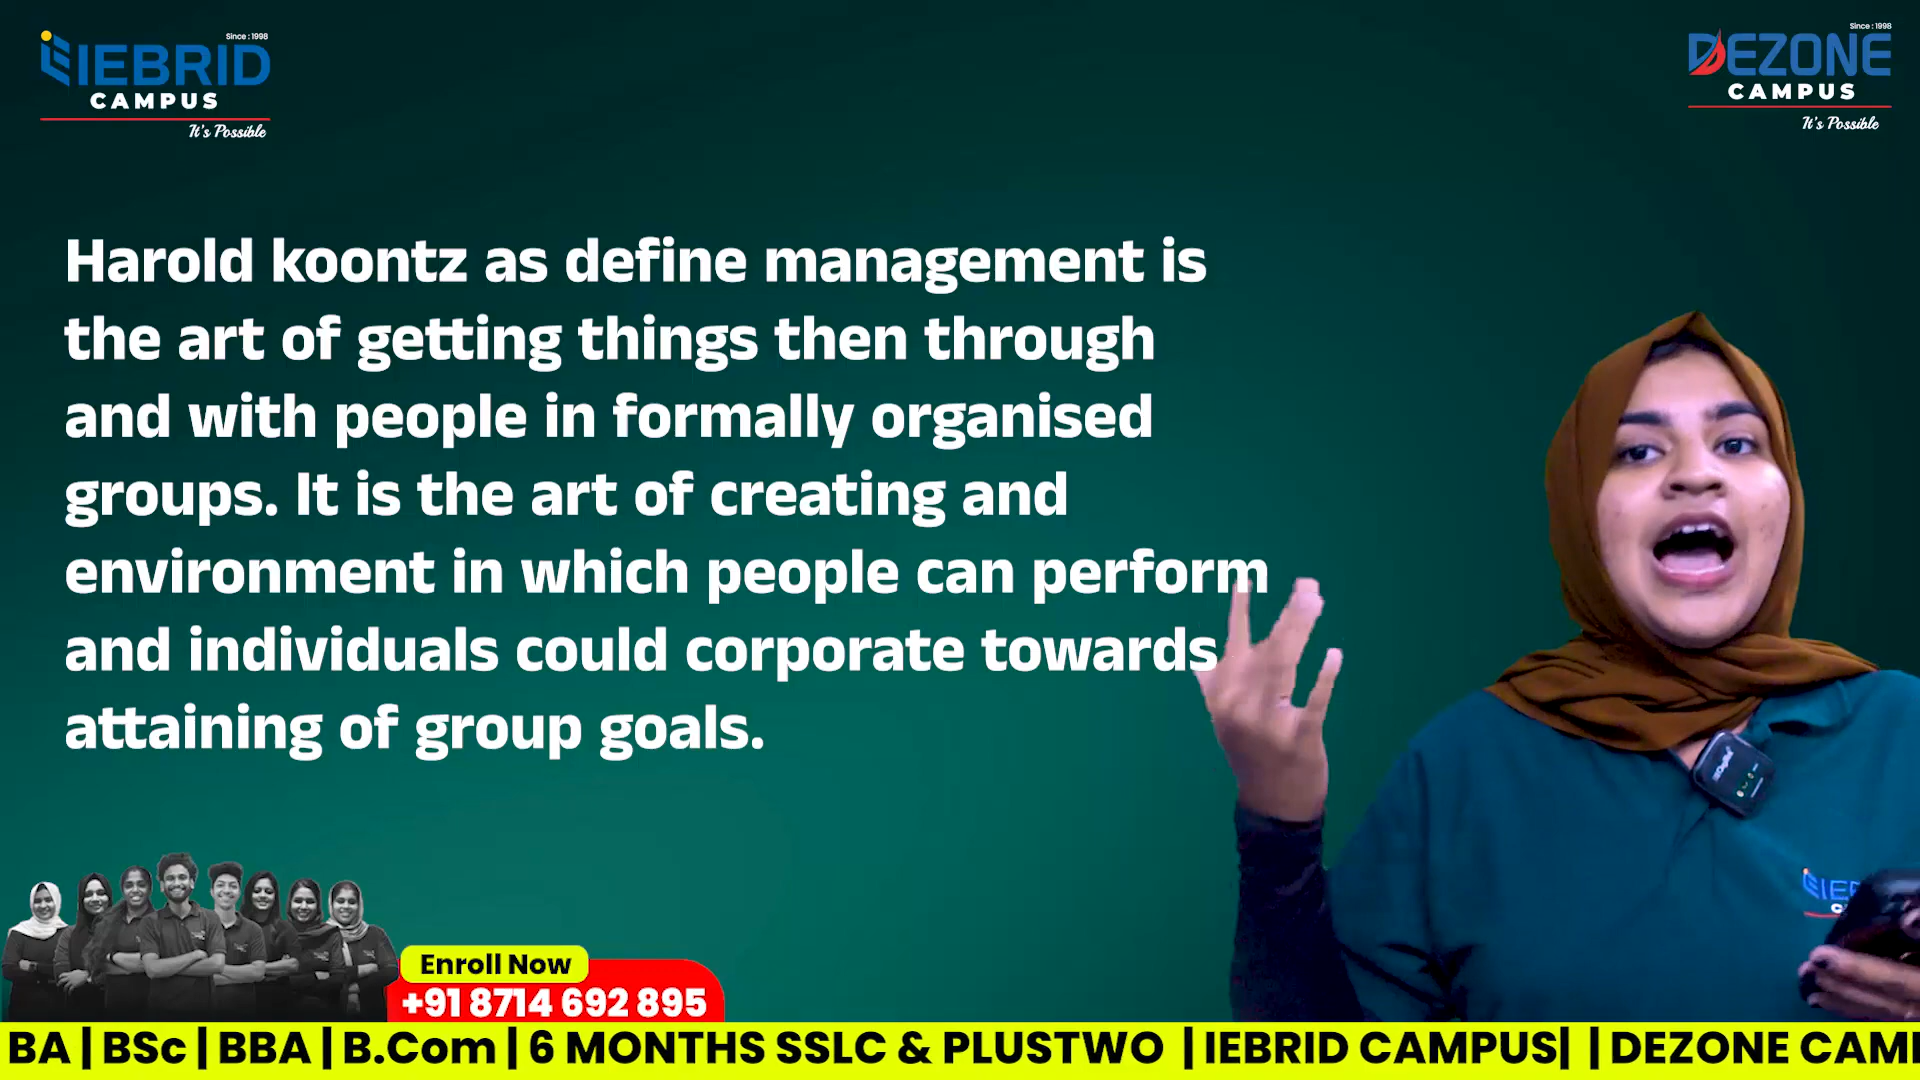 Since : 1998
IEBRID
CAMPUS
It's Possible
Since : 1998
DEZONE
CAMPUS
It's Possible
Harold koontz as define management is
the art of getting things then through
and with people in formally organised
groups. It is the art of creating and
environment in which people can perform
and individuals could corporate towards
attaining of group goals.
Enroll Now
+91 8714 692 895
BA | BSc | BBA | B.Com | 6 MONTHS SSLC & PLUSTWO | IEBRID CAMPUS| | DEZONE CAM